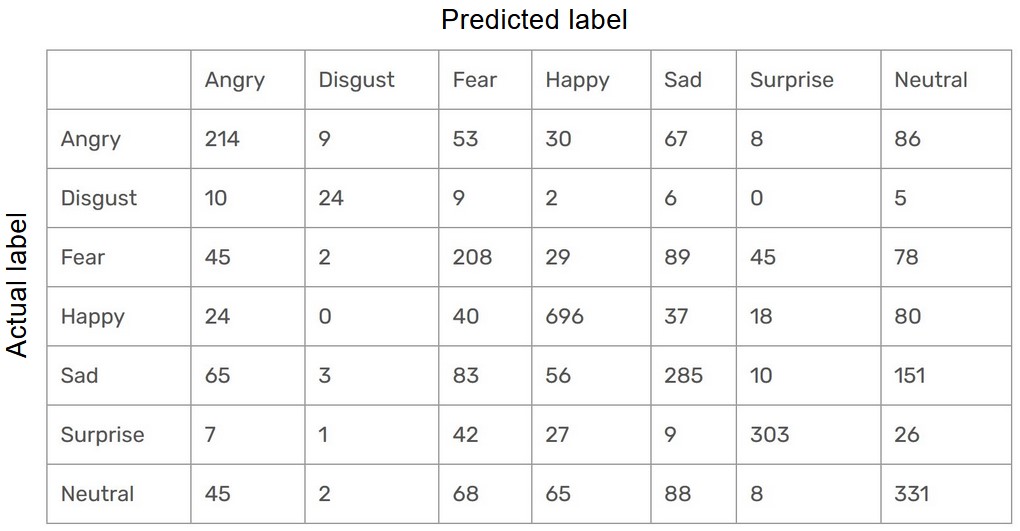 Predicted label
Actual label
Angry Disgust Fear Happy Sad Surprise Neutral
Angry 214 9 53 30 67 8 86
Disgust 10 24 9 2 6 0 5
Fear 45 2 208 29 89 45 78
Happy 24 0 40 696 37 18 80
Sad 65 3 83 56 285 10 151
Surprise 7 1 42 27 9 303 26
Neutral 45 2 68 65 88 8 331